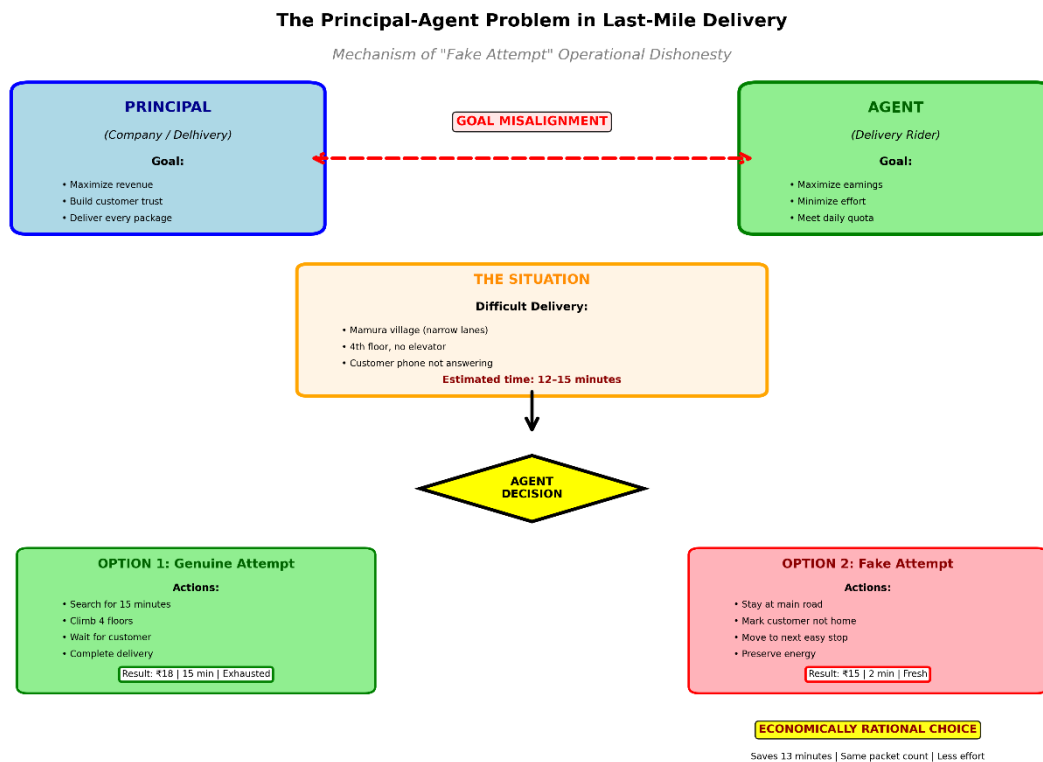 The Principal-Agent Problem in Last-Mile Delivery
Mechanism of "Fake Attempt" Operational Dishonesty
PRINCIPAL
(Company / Delhivery)
Goal:
• Maximize revenue
• Build customer trust
• Deliver every package
GOAL MISALIGNMENT
AGENT
(Delivery Rider)
Goal:
• Maximize earnings
• Minimize effort
• Meet daily quota
THE SITUATION
Difficult Delivery:
• Mamura village (narrow lanes)
• 4th floor, no elevator
• Customer phone not answering
Estimated time: 12–15 minutes
AGENT
DECISION
OPTION 1: Genuine Attempt
Actions:
• Search for 15 minutes
• Climb 4 floors
• Wait for customer
• Complete delivery
Result: ₹18 | 15 min | Exhausted
OPTION 2: Fake Attempt
Actions:
• Stay at main road
• Mark customer not home
• Move to next easy stop
• Preserve energy
Result: ₹15 | 2 min | Fresh
ECONOMICALLY RATIONAL CHOICE
Saves 13 minutes | Same packet count | Less effort